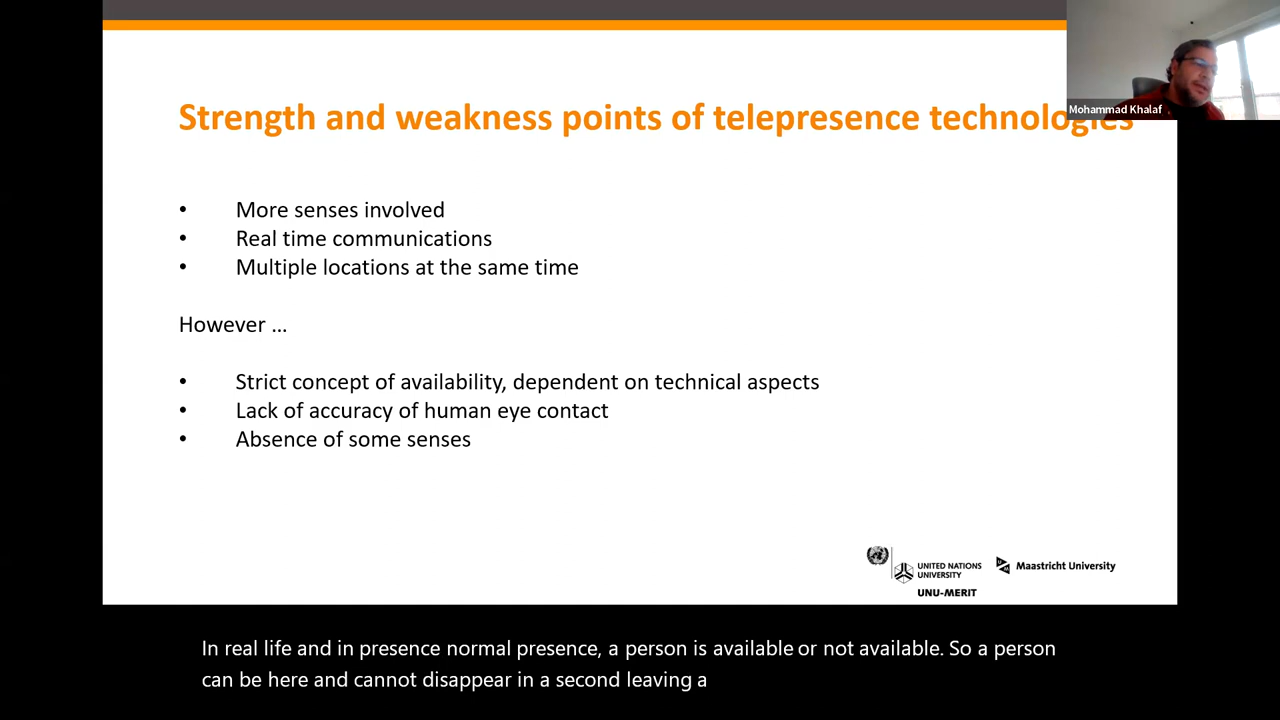 Mohammad Khalaf
Strength and weakness points of telepresence technologies
• More senses involved
• Real time communications
• Multiple locations at the same time
However ...
• Strict concept of availability, dependent on technical aspects
• Lack of accuracy of human eye contact
• Absence of some senses
UNITED NATIONS
UNIVERSITY
UNU-MERIT
Maastricht University
In real life and in presence normal presence, a person is available or not available. So a person
can be here and cannot disappear in a second leaving a